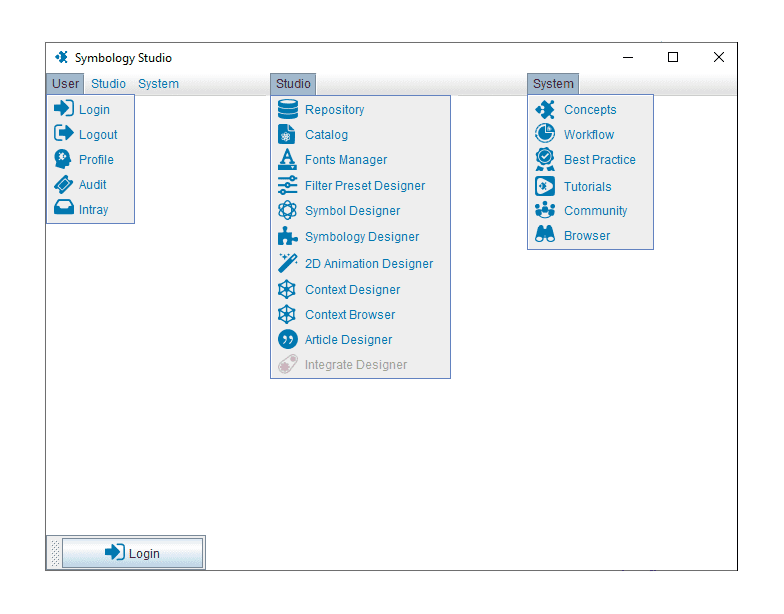 Symbology Studio
User Studio System
Login
Logout
Profile
Audit
Intray
Studio
Repository
Catalog
Fonts Manager
Filter Preset Designer
Symbol Designer
Symbology Designer
2D Animation Designer
Context Designer
Context Browser
Article Designer
Integrate Designer
System
Concepts
Workflow
Best Practice
Tutorials
Community
Browser
Login